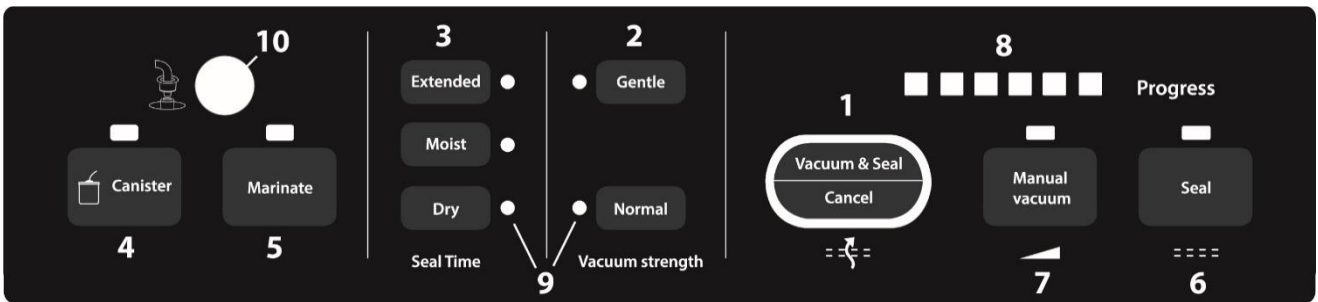 10
Canister
Marinate
4
5
3
Extended
Moist
Dry
Seal Time
2
Gentle
Normal
Vacuum strength
9
1
Vacuum & Seal
Cancel
8
Progress
Manual
vacuum
Seal
7
6